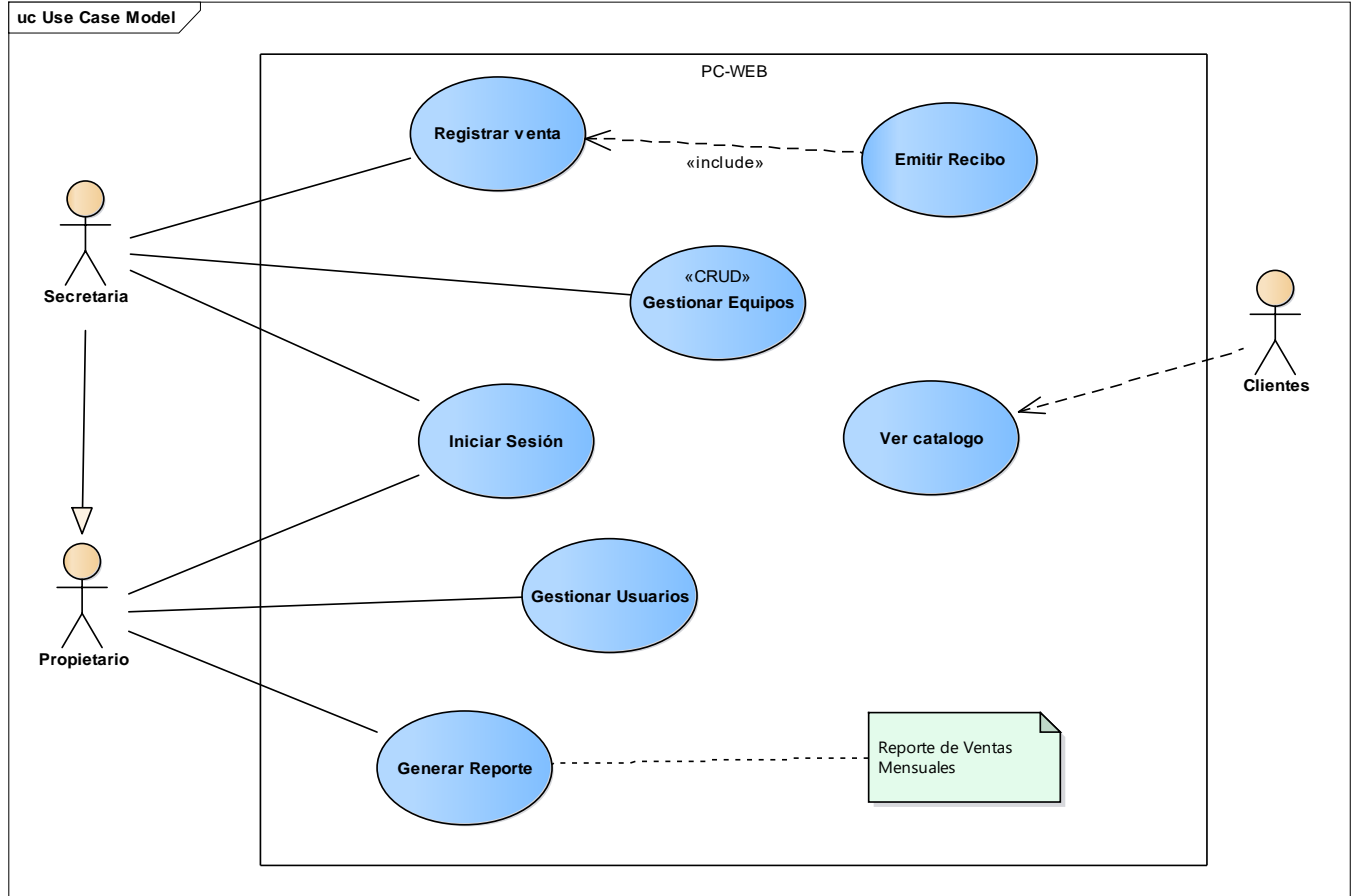 uc Use Case Model
PC-WEB
Registrar venta
Emitir Recibo
«include»
Secretaria
«CRUD»
Gestionar Equipos
Clientes
Iniciar Sesión
Ver catalogo
Gestionar Usuarios
Propietario
Generar Reporte
Reporte de Ventas
Mensuales